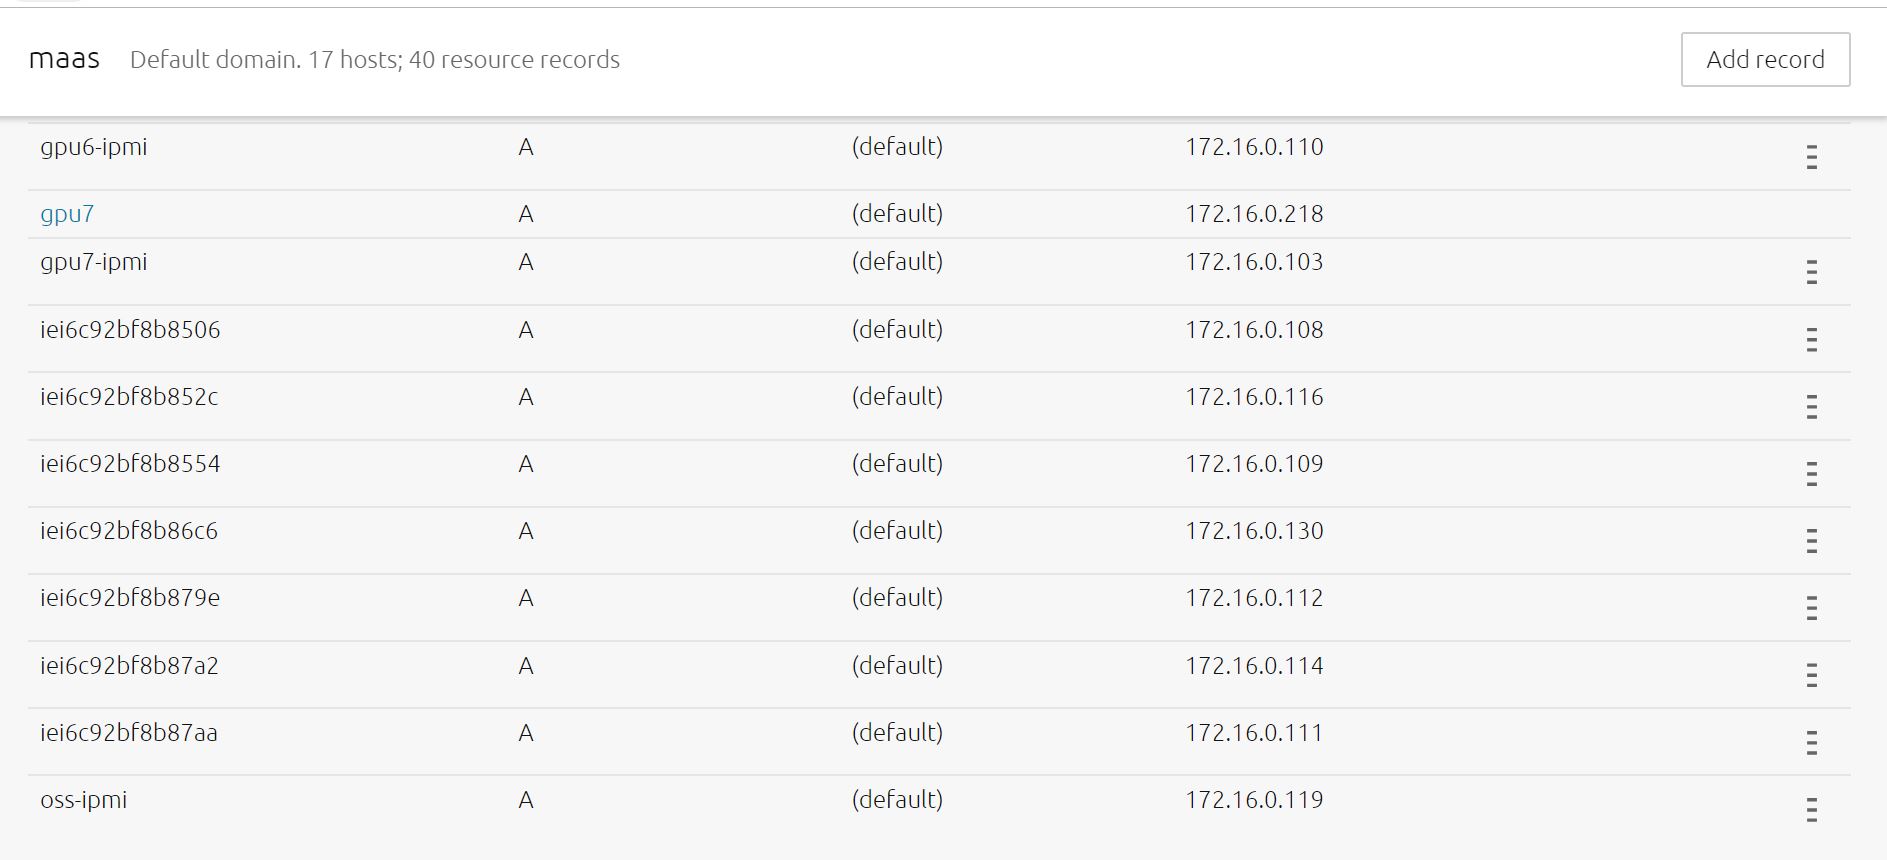 maas Default domain. 17 hosts; 40 resource records Add record
gpu6-ipmi A (default) 172.16.0.110
gpu7 A (default) 172.16.0.218
gpu7-ipmi A (default) 172.16.0.103
iei6c92bf8b8506 A (default) 172.16.0.108
iei6c92bf8b852c A (default) 172.16.0.116
iei6c92bf8b8554 A (default) 172.16.0.109
iei6c92bf8b86c6 A (default) 172.16.0.130
iei6c92bf8b879e A (default) 172.16.0.112
iei6c92bf8b87a2 A (default) 172.16.0.114
iei6c92bf8b87aa A (default) 172.16.0.111
oss-ipmi A (default) 172.16.0.119